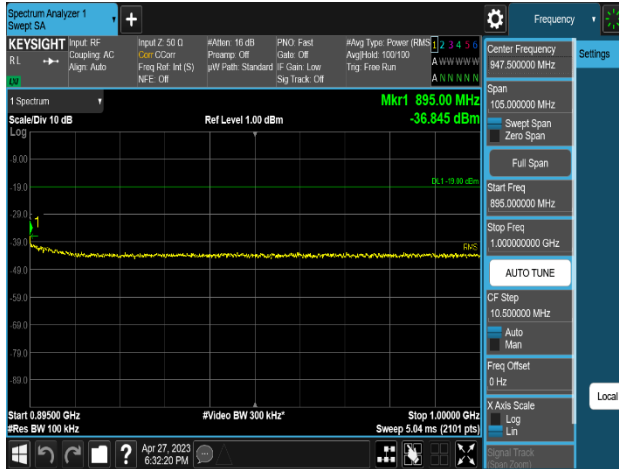 Spectrum Analyzer 1
Swept SA
+
Frequency
KEYSIGHT
RL
Input: RF
Coupling: AC
Align: Auto
Input Z: 50 Ω
Corr CCorr
Freq Ref: Int (S)
NFE: Off
#Atten: 16 dB
Preamp: Off
µW Path: Standard
PNO: Fast
Gate: Off
IF Gain: Low
Sig Track: Off
#Avg Type: Power (RMS
Avg|Hold: 100/100
Trig: Free Run
1 2 3 4 5 6
A W W W W W
A N N N N N
1 Spectrum
Mkr1 895.00 MHz
Scale/Div 10 dB
Ref Level 1.00 dBm
-36.845 dBm
Log
-9.00
-19.0
DL1 -19.00 dBm
-29.0
1
-39.0
RMS
-49.0
-59.0
-69.0
-79.0
-89.0
Start 0.89500 GHz
#Video BW 300 kHz*
Stop 1.00000 GHz
#Res BW 100 kHz
Sweep 5.04 ms (2101 pts)
?
Apr 27, 2023
6:32:20 PM
Center Frequency
947.500000 MHz
Settings
Span
105.000000 MHz
Swept Span
Zero Span
Full Span
Start Freq
895.000000 MHz
Stop Freq
1.000000000 GHz
AUTO TUNE
CF Step
10.500000 MHz
Auto
Man
Freq Offset
0 Hz
X Axis Scale
Log
Lin
Local
Signal Track
(Span Zoom)